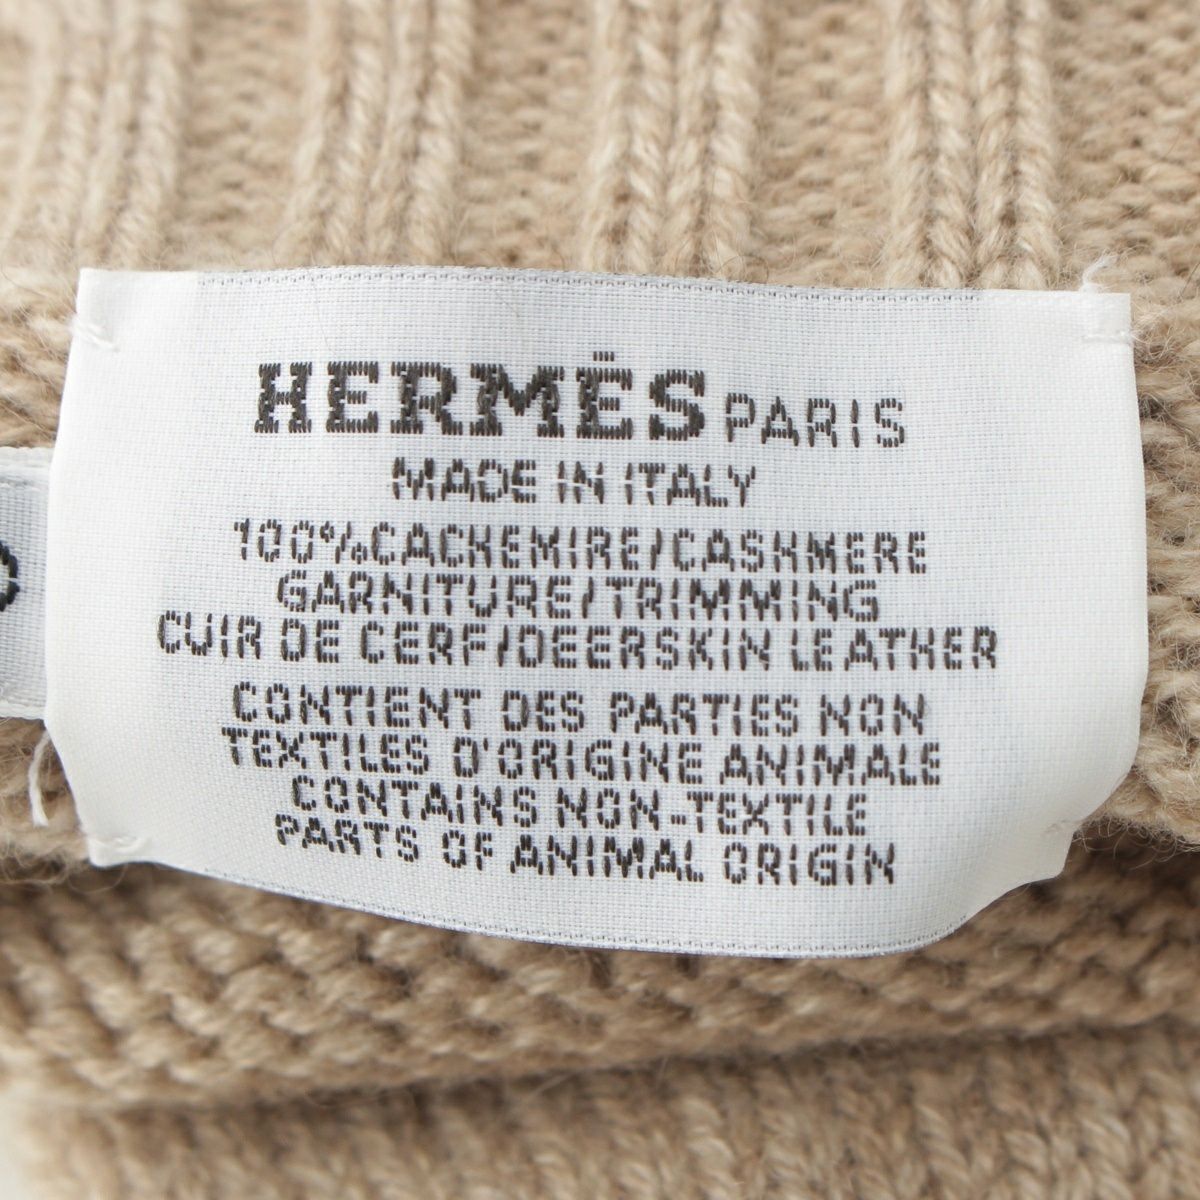 HERMÈS PARIS
MADE IN ITALY
100%CACHEMIRE/CASHMERE
GARNITURE/TRIMMING
CUIR DE CERF/DEERSKIN LEATHER
CONTIENT DES PARTIES NON
TEXTILES D'ORIGINE ANIMALE
CONTAINS NON-TEXTILE
PARTS OF ANIMAL ORIGIN